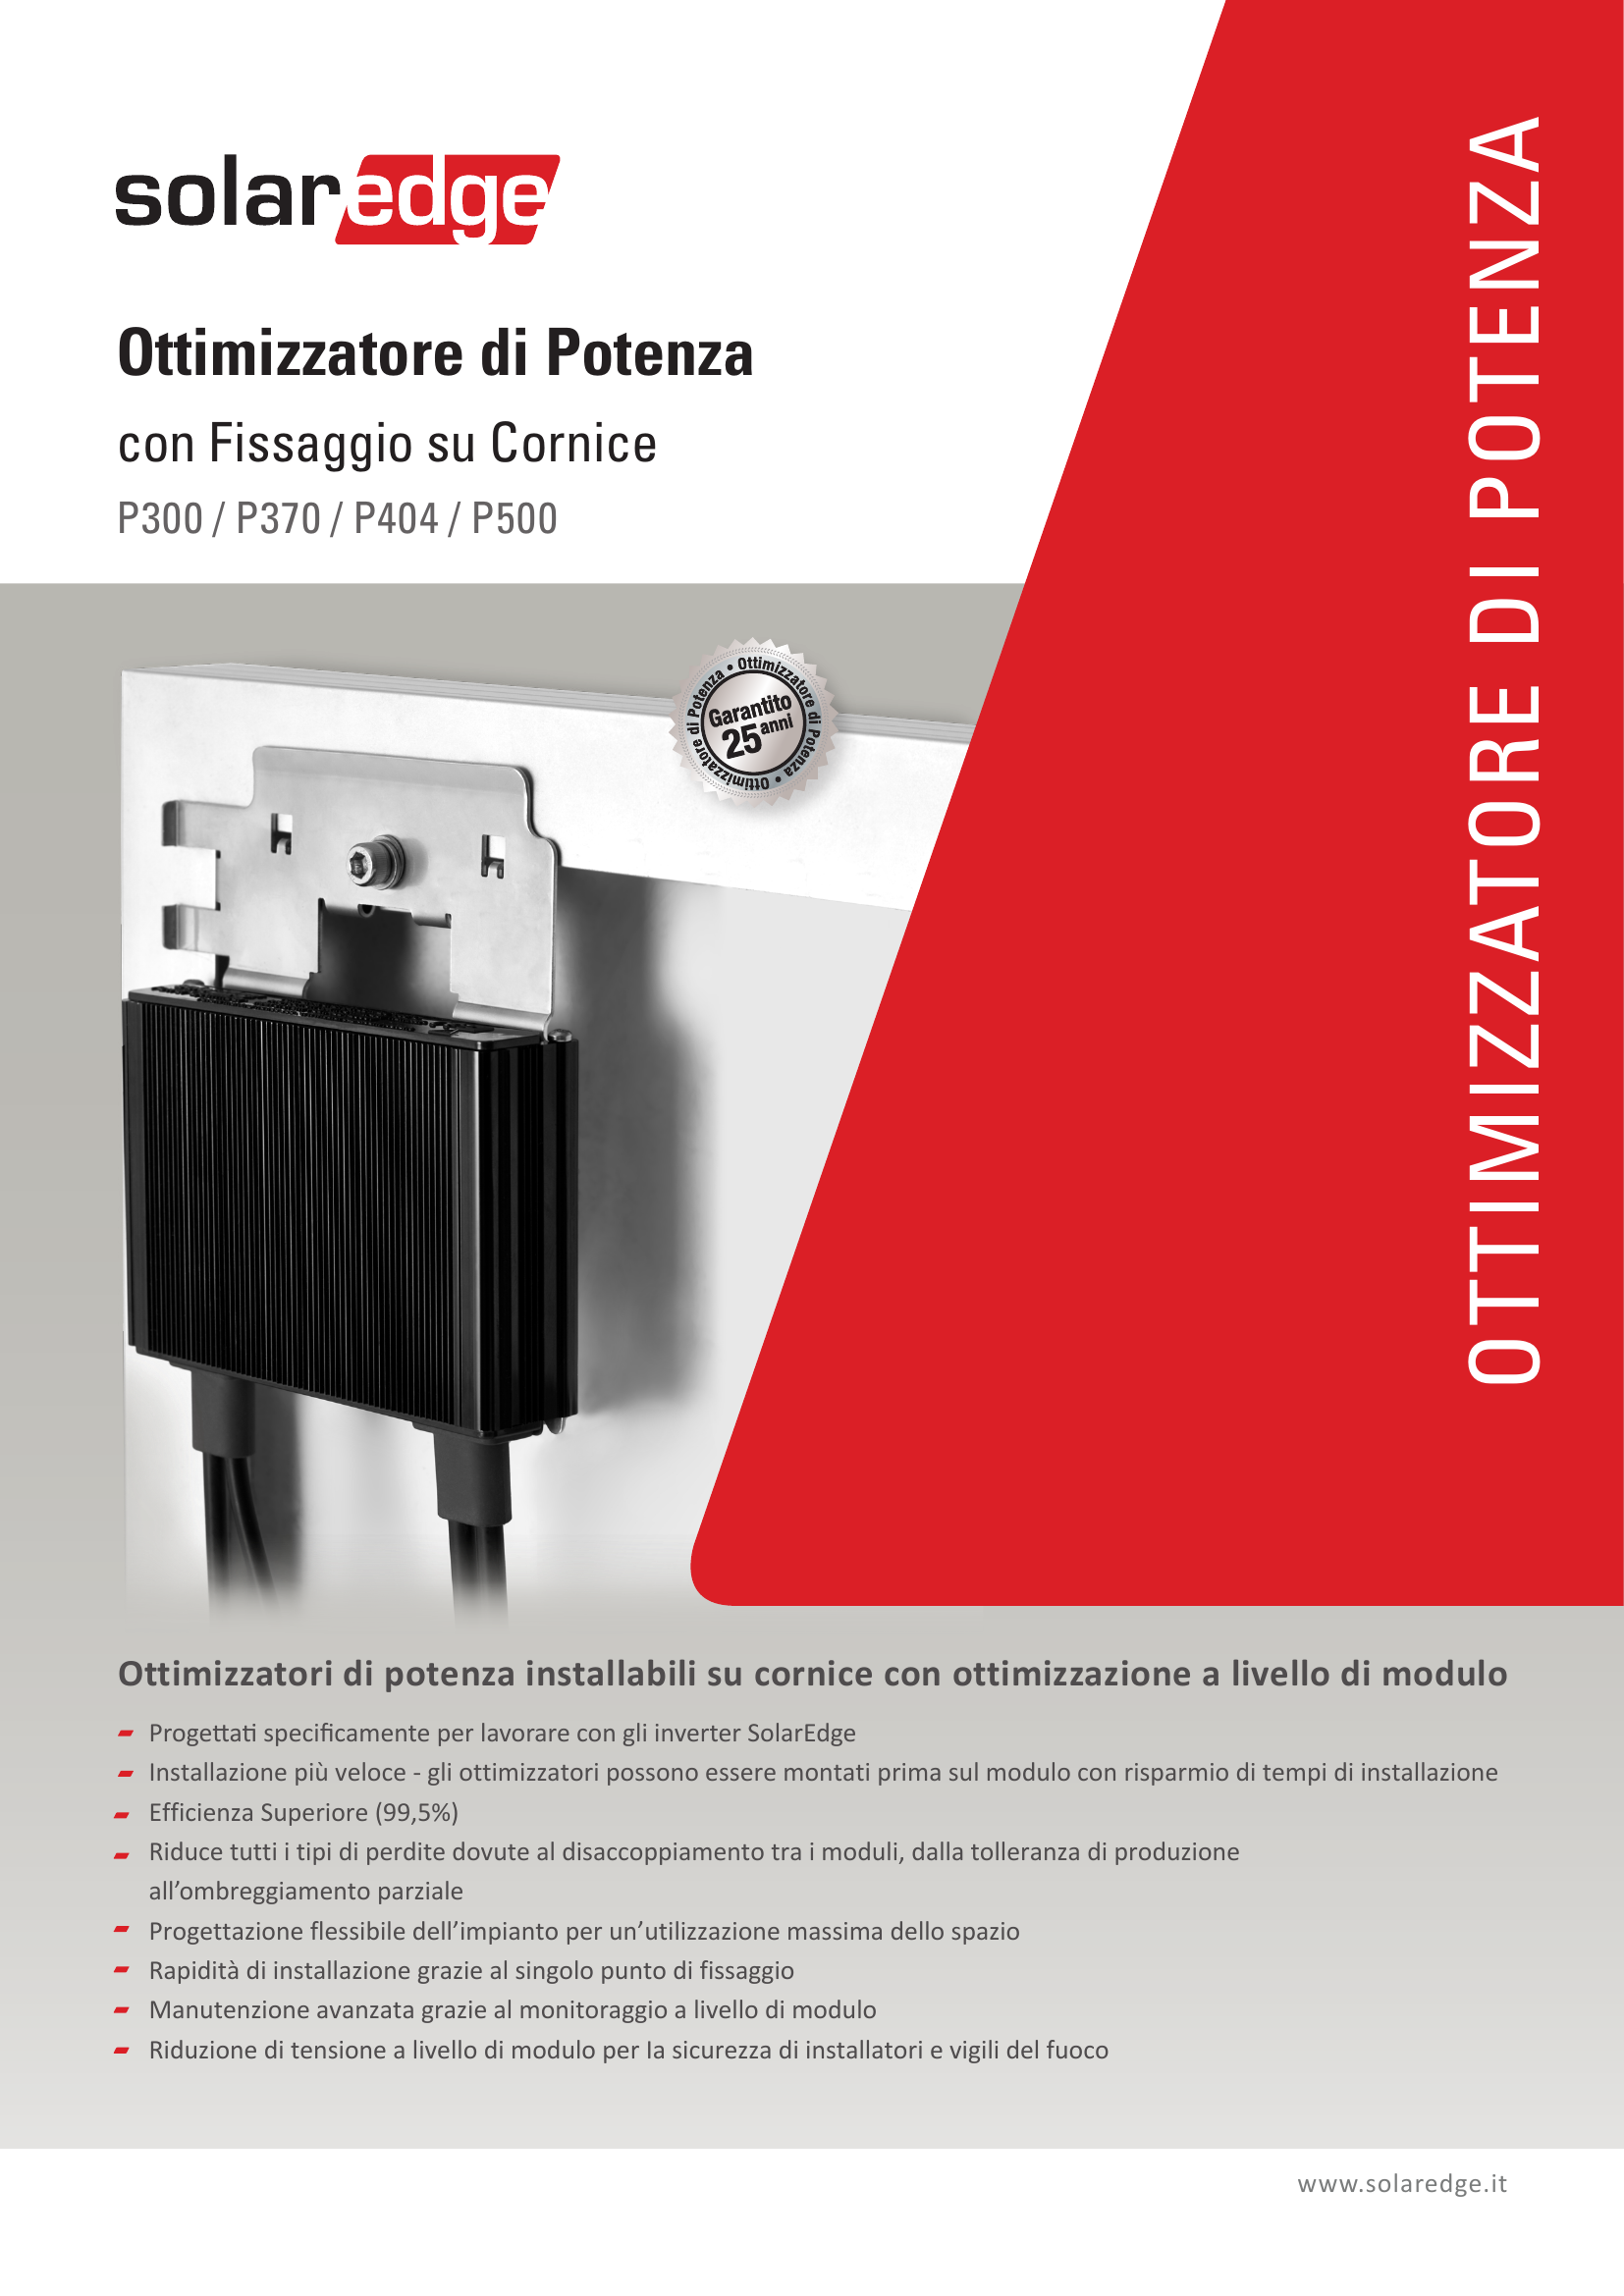 solaredge
Ottimizzatore di Potenza
con Fissaggio su Cornice
P300 / P370 / P404 / P500
OTTIMIZZATORE DI POTENZA
Ottimizzatore di Potenza • Ottimizzatore di Potenza •
Garantito
25 anni
Ottimizzatori di potenza installabili su cornice con ottimizzazione a livello di modulo
Progettati specificamente per lavorare con gli inverter SolarEdge
Installazione più veloce - gli ottimizzatori possono essere montati prima sul modulo con risparmio di tempi di installazione
Efficienza Superiore (99,5%)
Riduce tutti i tipi di perdite dovute al disaccoppiamento tra i moduli, dalla tolleranza di produzione
all’ombreggiamento parziale
Progettazione flessibile dell’impianto per un’utilizzazione massima dello spazio
Rapidità di installazione grazie al singolo punto di fissaggio
Manutenzione avanzata grazie al monitoraggio a livello di modulo
Riduzione di tensione a livello di modulo per la sicurezza di installatori e vigili del fuoco
www.solaredge.it